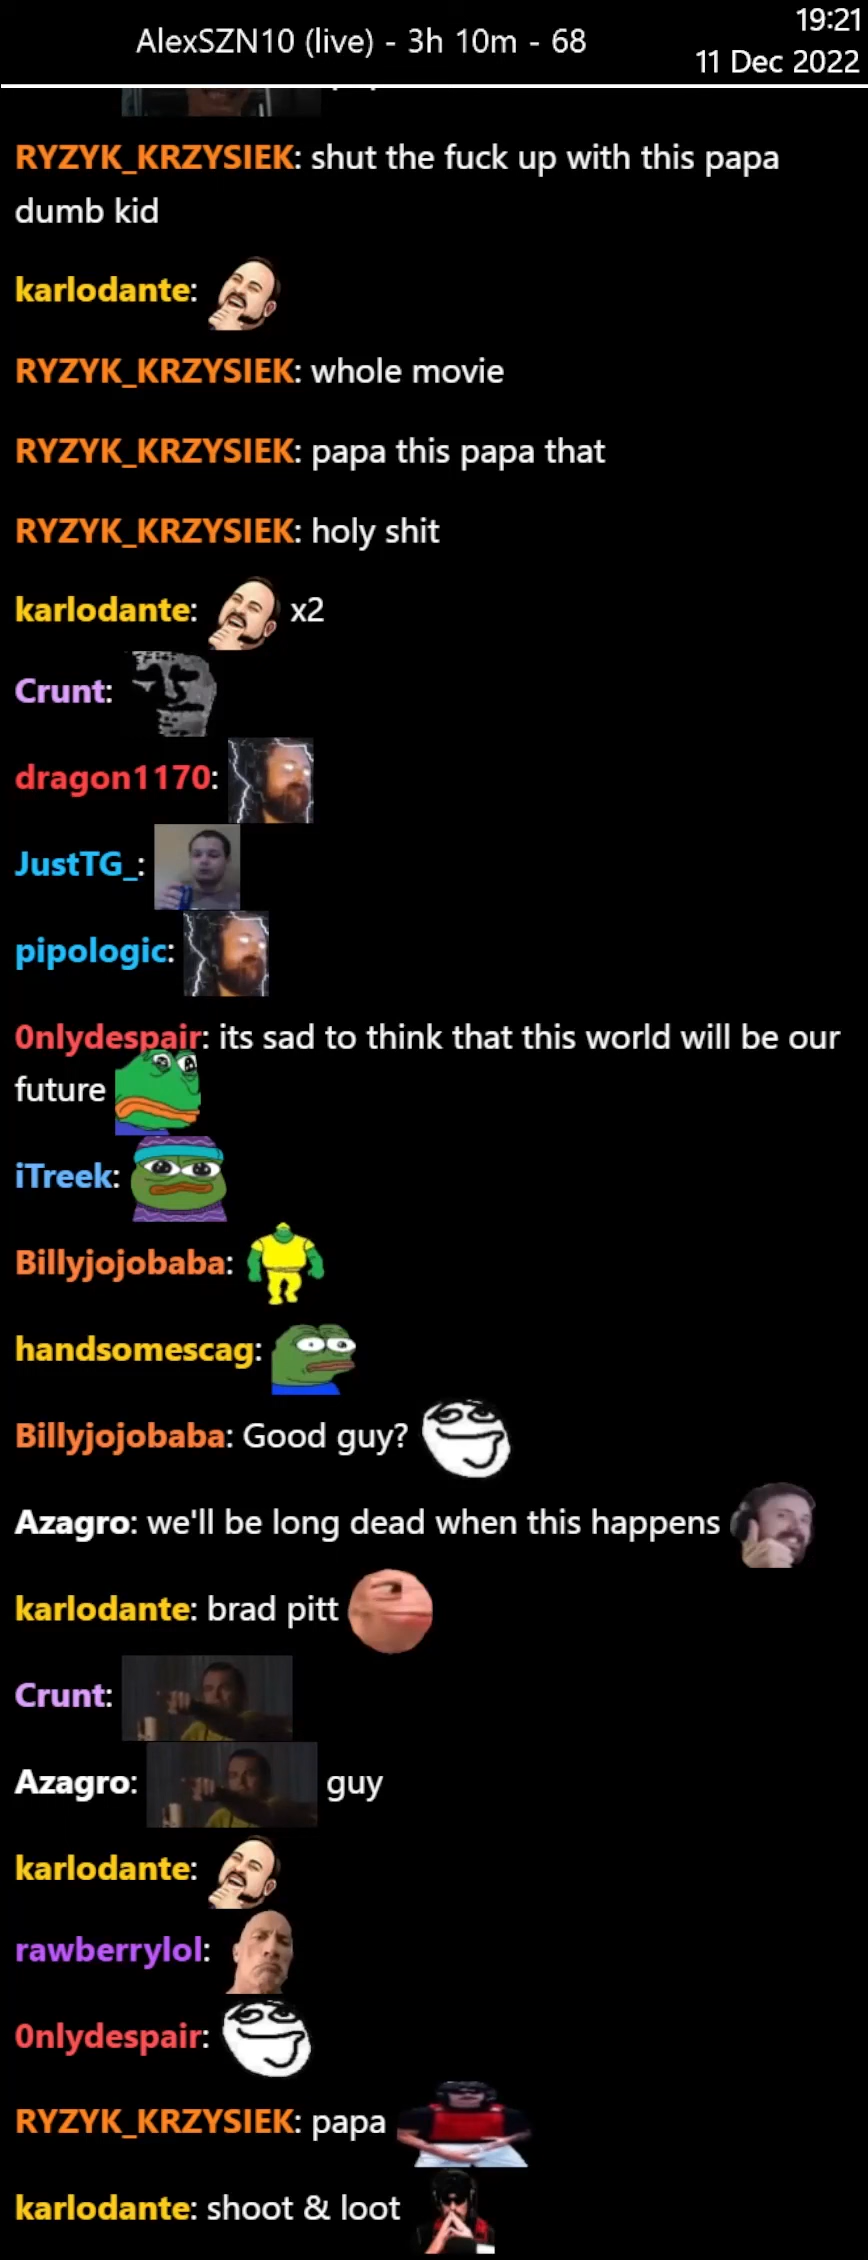 AlexSZN10 (live) - 3h 10m - 68
19:21
11 Dec 2022
RYZYK_KRZYSIEK: shut the fuck up with this papa
dumb kid
karlodante:
RYZYK_KRZYSIEK: whole movie
RYZYK_KRZYSIEK: papa this papa that
RYZYK_KRZYSIEK: holy shit
karlodante: x2
Crunt:
dragon1170:
JustTG_:
pipologic:
0nlydespair: its sad to think that this world will be our
future
iTreek:
Billyjojobaba:
handsomescag:
Billyjojobaba: Good guy?
Azagro: we'll be long dead when this happens
karlodante: brad pitt
Crunt:
Azagro: guy
karlodante:
rawberrylol:
0nlydespair:
RYZYK_KRZYSIEK: papa
karlodante: shoot & loot